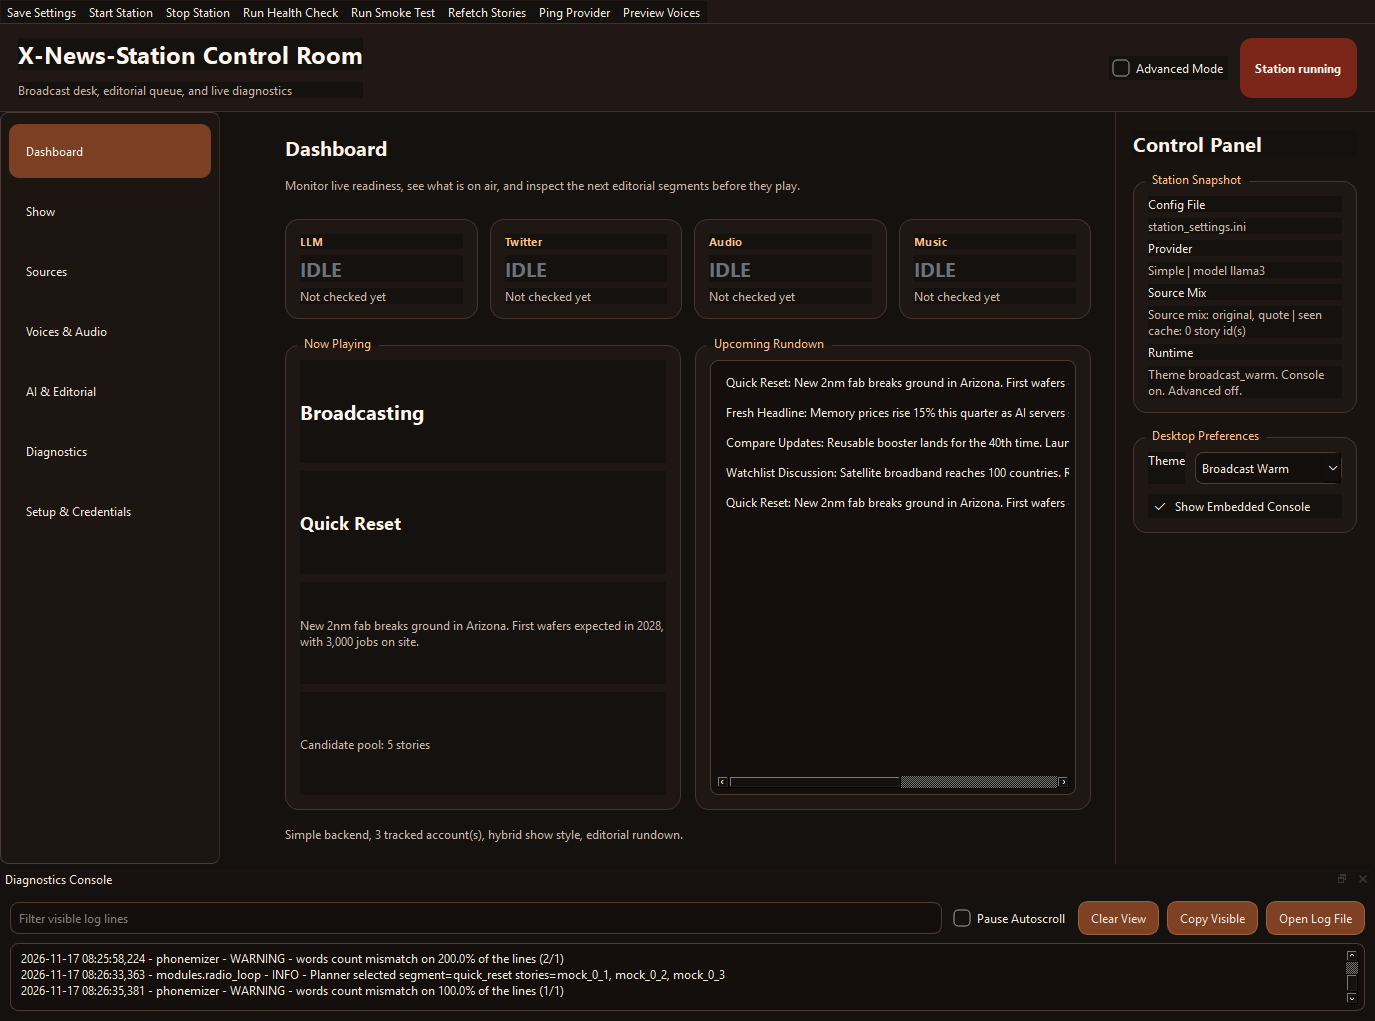 Save Settings Start Station Stop Station Run Health Check Run Smoke Test Refetch Stories Ping Provider Preview Voices
X-News-Station Control Room
Broadcast desk, editorial queue, and live diagnostics
Advanced Mode
Station running
Dashboard
Show
Sources
Voices & Audio
AI & Editorial
Diagnostics
Setup & Credentials
Dashboard
Monitor live readiness, see what is on air, and inspect the next editorial segments before they play.
LLM
IDLE
Not checked yet
Twitter
IDLE
Not checked yet
Audio
IDLE
Not checked yet
Music
IDLE
Not checked yet
Now Playing
Broadcasting
Quick Reset
New 2nm fab breaks ground in Arizona. First wafers expected in 2028,
with 3,000 jobs on site.
Candidate pool: 5 stories
Upcoming Rundown
Quick Reset: New 2nm fab breaks ground in Arizona. First wafers
Fresh Headline: Memory prices rise 15% this quarter as AI servers
Compare Updates: Reusable booster lands for the 40th time. Laun
Watchlist Discussion: Satellite broadband reaches 100 countries. R
Quick Reset: New 2nm fab breaks ground in Arizona. First wafers
Simple backend, 3 tracked account(s), hybrid show style, editorial rundown.
Control Panel
Station Snapshot
Config File
station_settings.ini
Provider
Simple | model llama3
Source Mix
Source mix: original, quote | seen
cache: 0 story id(s)
Runtime
Theme broadcast_warm. Console
on. Advanced off.
Desktop Preferences
Theme
Broadcast Warm
Show Embedded Console
Diagnostics Console
Filter visible log lines
Pause Autoscroll
Clear View
Copy Visible
Open Log File
2026-11-17 08:25:58,224 - phonemizer - WARNING - words count mismatch on 200.0% of the lines (2/1)
2026-11-17 08:26:33,363 - modules.radio_loop - INFO - Planner selected segment=quick_reset stories=mock_0_1, mock_0_2, mock_0_3
2026-11-17 08:26:35,381 - phonemizer - WARNING - words count mismatch on 100.0% of the lines (1/1)